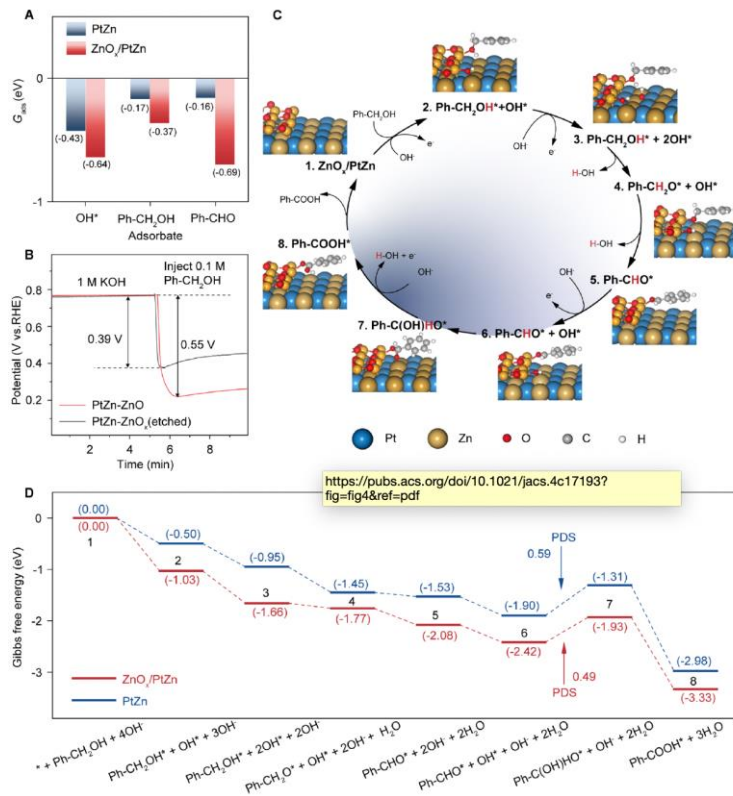 A
PtZn
ZnOx/PtZn
Gads (eV)
0
-1
(-0.43)
(-0.64)
(-0.17)
(-0.37)
(-0.16)
(-0.69)
OH*
Ph-CH2OH
Ph-CHO
Adsorbate
B
1 M KOH
Inject 0.1 M
Ph-CH2OH
0.39 V
0.55 V
Potential (V vs.RHE)
0.8
0.6
0.4
0.2
PtZn-ZnO
PtZn-ZnOx(etched)
2
4
6
8
Time (min)
C
1. ZnOx/PtZn
Ph-CH2OH
OH-
e-
2. Ph-CH2OH*+OH*
OH-
e-
3. Ph-CH2OH* + 2OH*
H-OH
4. Ph-CH2O* + OH*
H-OH
5. Ph-CHO*
OH-
e-
6. Ph-CHO* + OH*
7. Ph-C(OH)HO*
OH-
H-OH + e-
8. Ph-COOH*
Ph-COOH
Pt
Zn
O
C
H
https://pubs.acs.org/doi/10.1021/jacs.4c17193?
fig=fig4&ref=pdf
D
Gibbs free energy (eV)
0
-1
-2
-3
(0.00)
(0.00)
1
(-0.50)
2
(-1.03)
(-0.95)
3
(-1.66)
(-1.45)
4
(-1.77)
(-1.53)
5
(-2.08)
(-1.90)
6
(-2.42)
PDS
0.59
0.49
PDS
(-1.31)
7
(-1.93)
(-2.98)
8
(-3.33)
ZnOx/PtZn
PtZn
* + Ph-CH2OH + 4OH-
Ph-CH2OH* + OH* + 3OH-
Ph-CH2OH* + 2OH* + 2OH-
Ph-CH2O* + OH* + 2OH- + H2O
Ph-CHO* + 2OH- + 2H2O
Ph-CHO* + OH* + OH- + 2H2O
Ph-C(OH)HO* + OH- + 2H2O
Ph-COOH* + 3H2O